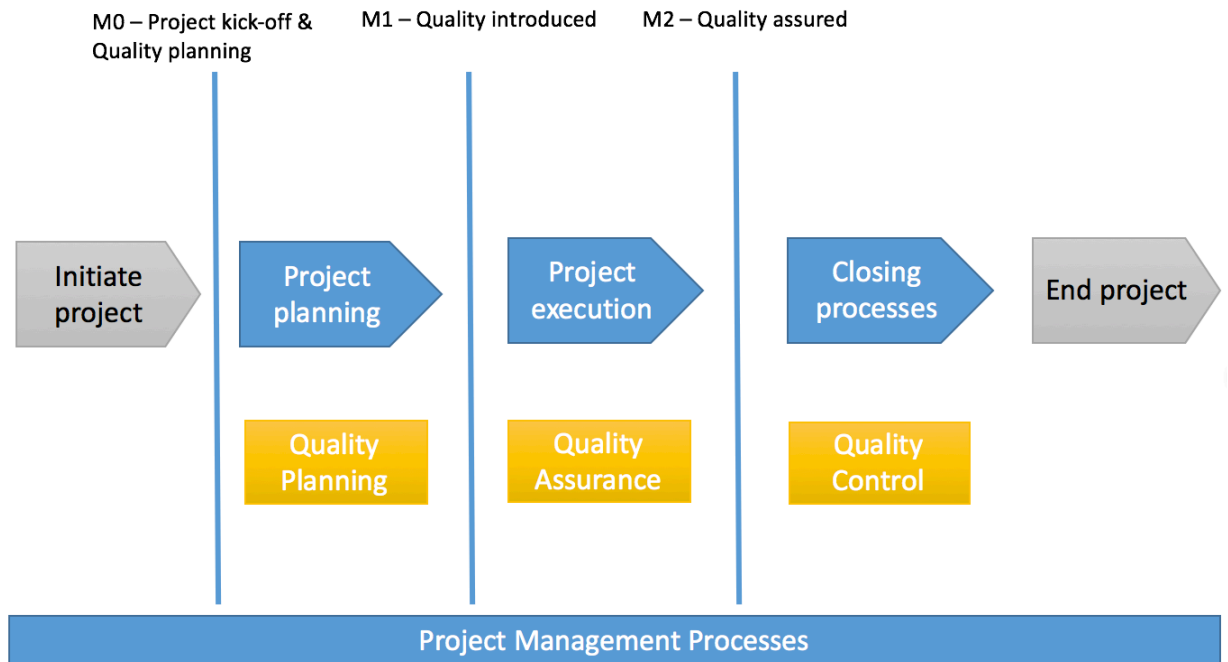 M0 – Project kick-off &
Quality planning
M1 – Quality introduced
M2 – Quality assured
Initiate
project
Project
planning
Project
execution
Closing
processes
End project
Quality
Planning
Quality
Assurance
Quality
Control
Project Management Processes